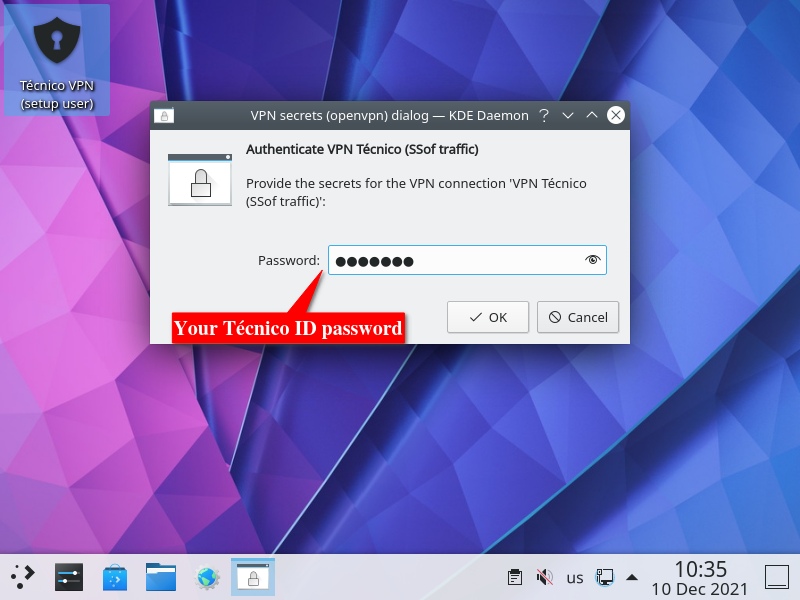 Técnico VPN
(setup user)
VPN secrets (openvpn) dialog — KDE Daemon
Authenticate VPN Técnico (SSof traffic)
Provide the secrets for the VPN connection 'VPN Técnico
(SSof traffic)':
Password: ●●●●●●●
Your Técnico ID password
OK
Cancel
us
10:35
10 Dec 2021